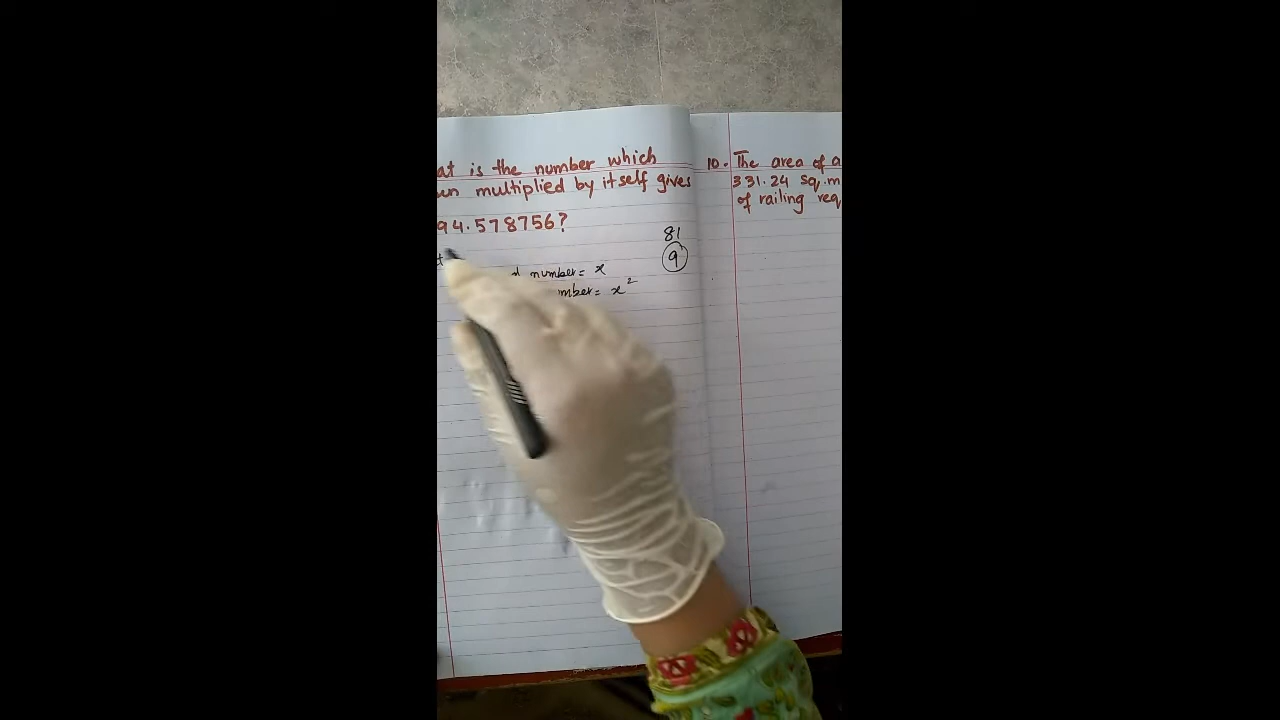 at is the number which
en multiplied by itself gives
94.578756?
81
9
number = x
mber = x²
10. The area of a
331.24 sq.m
of railing req